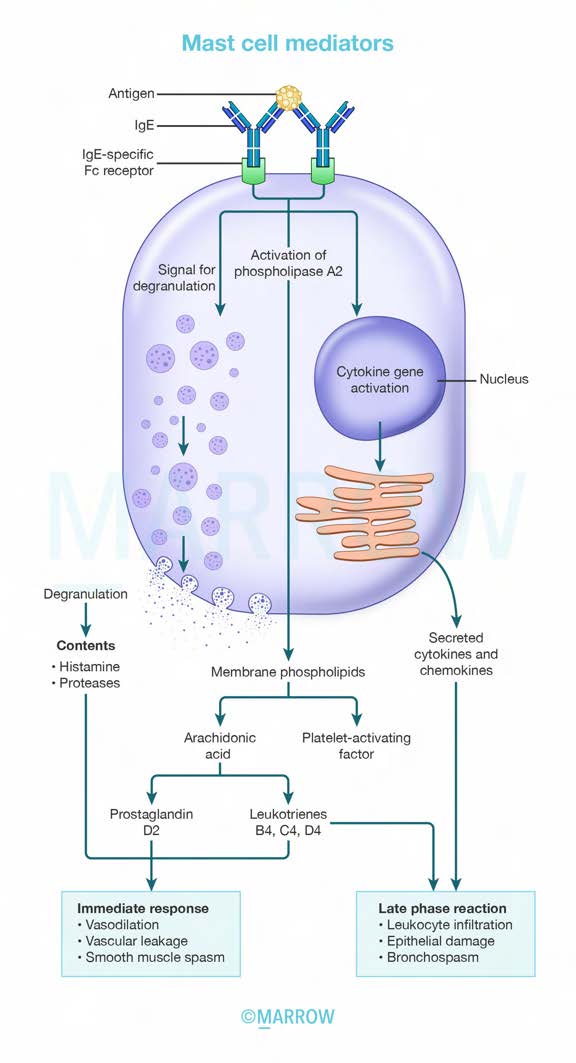 Mast cell mediators
Antigen
IgE
IgE-specific
Fc receptor
Signal for
degranulation
Activation of
phospholipase A2
Cytokine gene
activation
Nucleus
MARROW
Degranulation
Contents
• Histamine
• Proteases
Secreted
cytokines and
chemokines
Membrane phospholipids
Arachidonic
acid
Platelet-activating
factor
Prostaglandin
D2
Leukotrienes
B4, C4, D4
Immediate response
• Vasodilation
• Vascular leakage
• Smooth muscle spasm
Late phase reaction
• Leukocyte infiltration
• Epithelial damage
• Bronchospasm
©MARROW